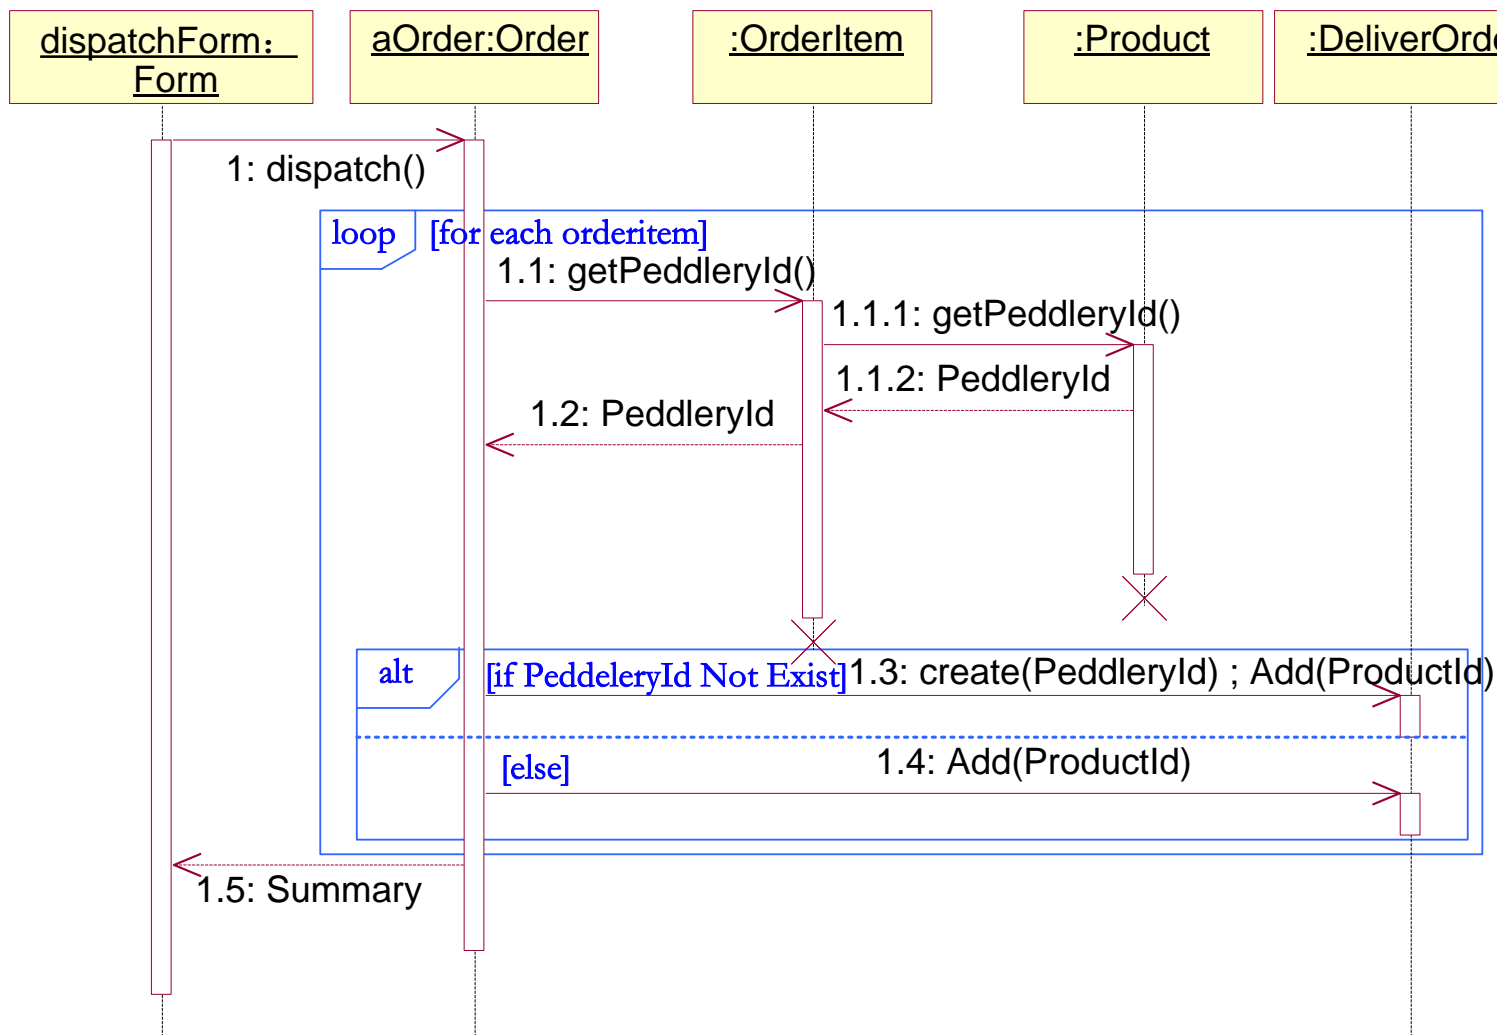 dispatchForm：
Form
aOrder:Order
:OrderItem
:Product
1: dispatch()
loop
[for each orderitem]
1.1: getPeddleryId()
1.1.1: getPeddleryId()
1.1.2: PeddleryId
1.2: PeddleryId
alt
[if PeddeleryId Not Exist]
1.3: create(PeddleryId) ; Add(ProductId)
[else]
1.4: Add(ProductId)
1.5: Summary